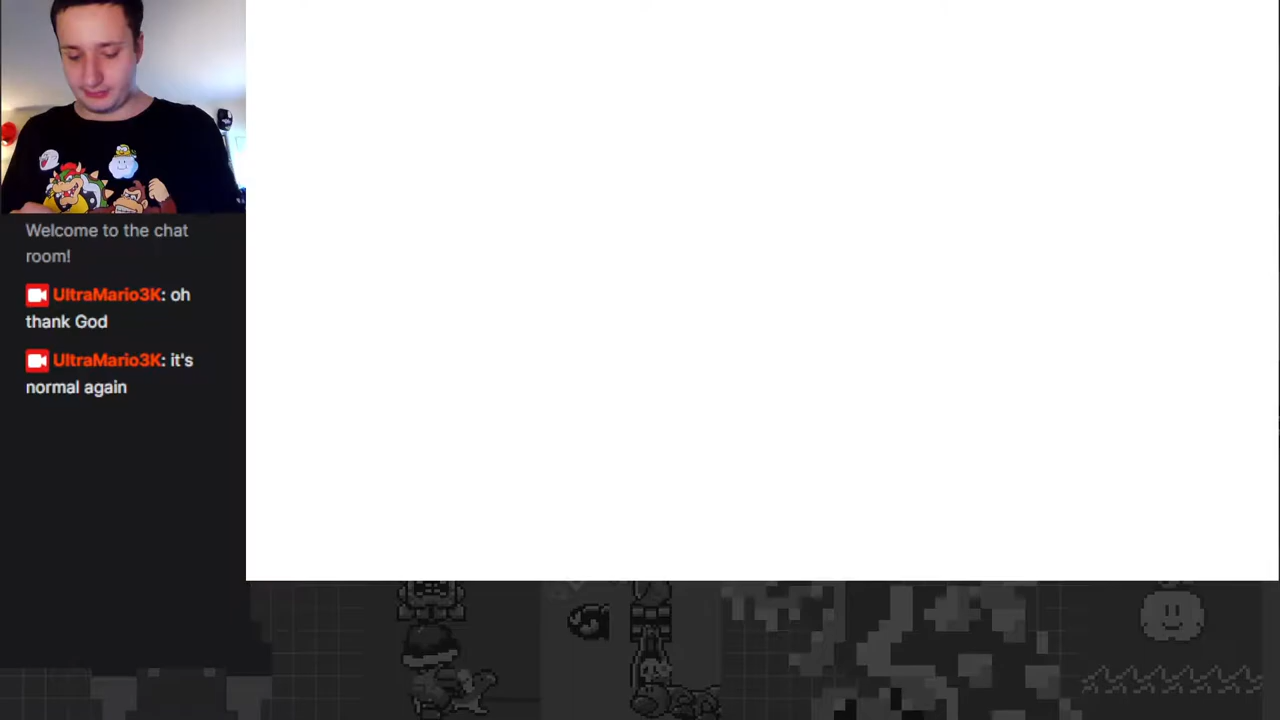 Welcome to the chat
room!
UltraMario3K: oh
thank God
UltraMario3K: it's
normal again